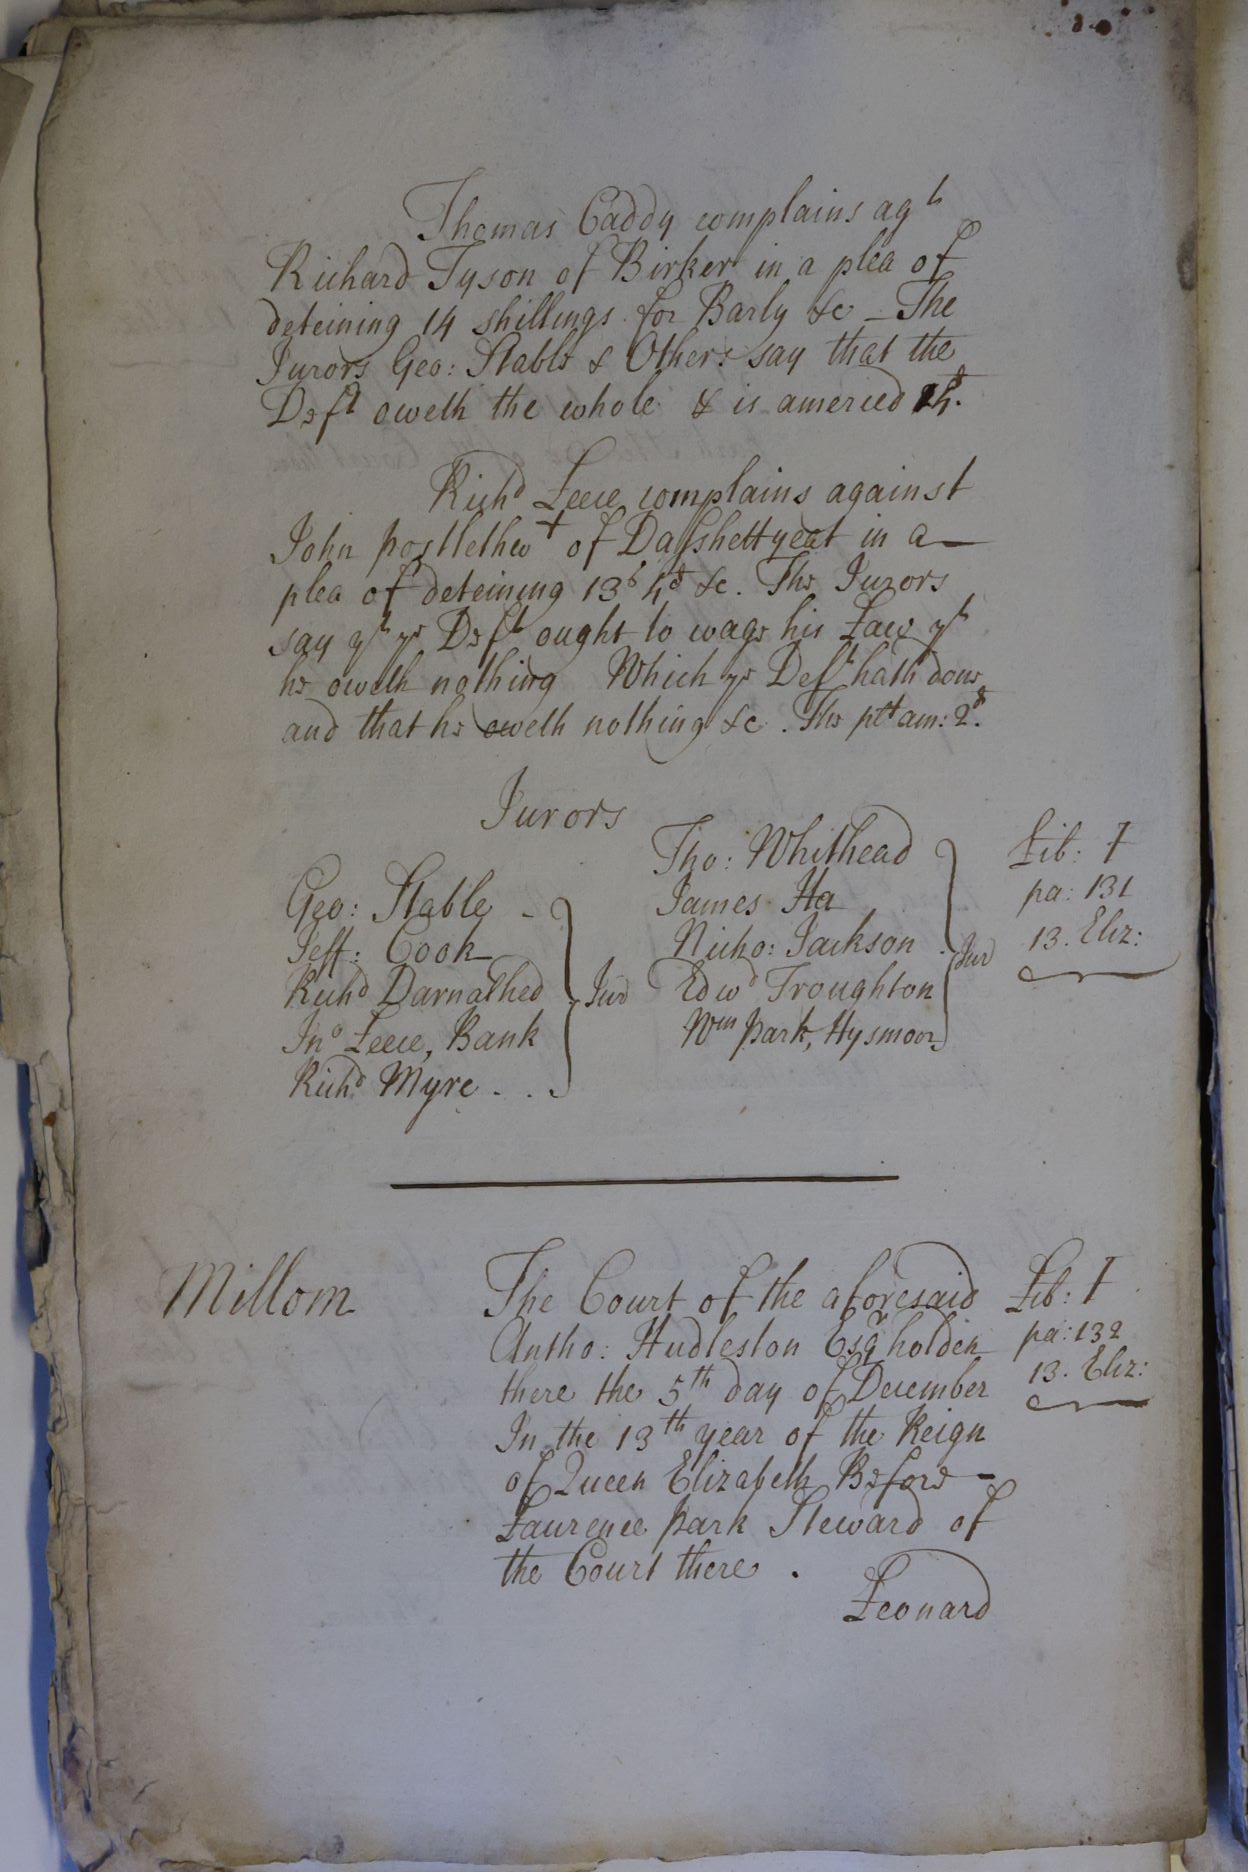 Thomas Caddy complains agt
Richard Tyson of Birker in a plea of
deteining 14 shillings for Barly &c - The
Jurors Geo: Stable & Others say that the
Deft oweth the whole & is amercied
Richd Leece complains against
John postlethwt of Dasshettyeat in a
plea of deteining 13s 4d &c. The Jurors
say yt ye Deft ought to wage his Law yt
he oweth nothing Which ye Deft hath done
and that he oweth nothing &c. The plt am: 2d.
Jurors
Geo: Stable -
Jeff: Cook
Richd Darnalhed
Jno Leece, Bank
Richd Myre . . .
Jurd
Tho: Whithead
James Ha
Nicho: Jackson
Edwd Troughton
Wm park, Hysmoor
Jurd
Lib: I
pa: 131
13. Eliz:
Millom
The Court of the aforesaid
Antho: Hudleston Esqr holden
there the 5th day of December
In the 13th year of the Reign
of Queen Elizabeth Before -
Laurence park Steward of
the Court there .
Leonard
Lib: I
pa: 132
13. Eliz: